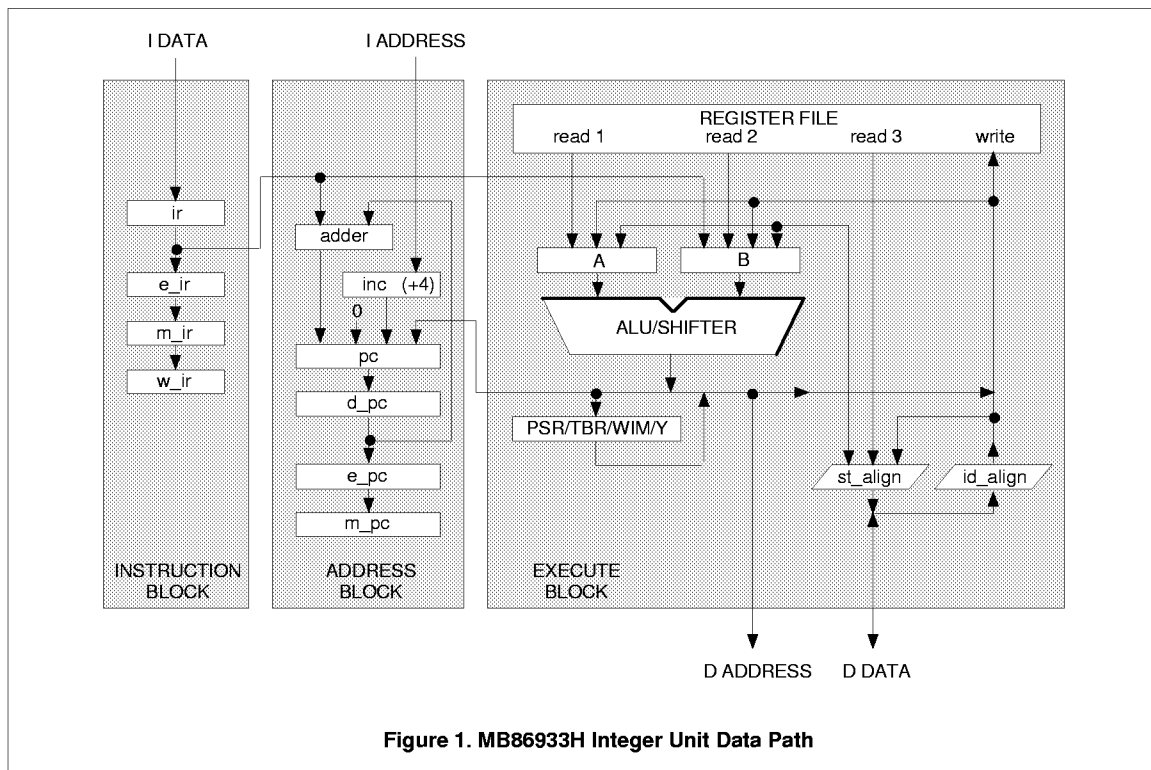 I DATA
I ADDRESS
REGISTER FILE
read 1 read 2 read 3 write
ir
adder
e_ir
inc (+4)
A
B
0
m_ir
ALU/SHIFTER
pc
w_ir
d_pc
PSR/TBR/WIM/Y
e_pc
st_align
id_align
m_pc
INSTRUCTION
BLOCK
ADDRESS
BLOCK
EXECUTE
BLOCK
D ADDRESS
D DATA
Figure 1. MB86933H Integer Unit Data Path